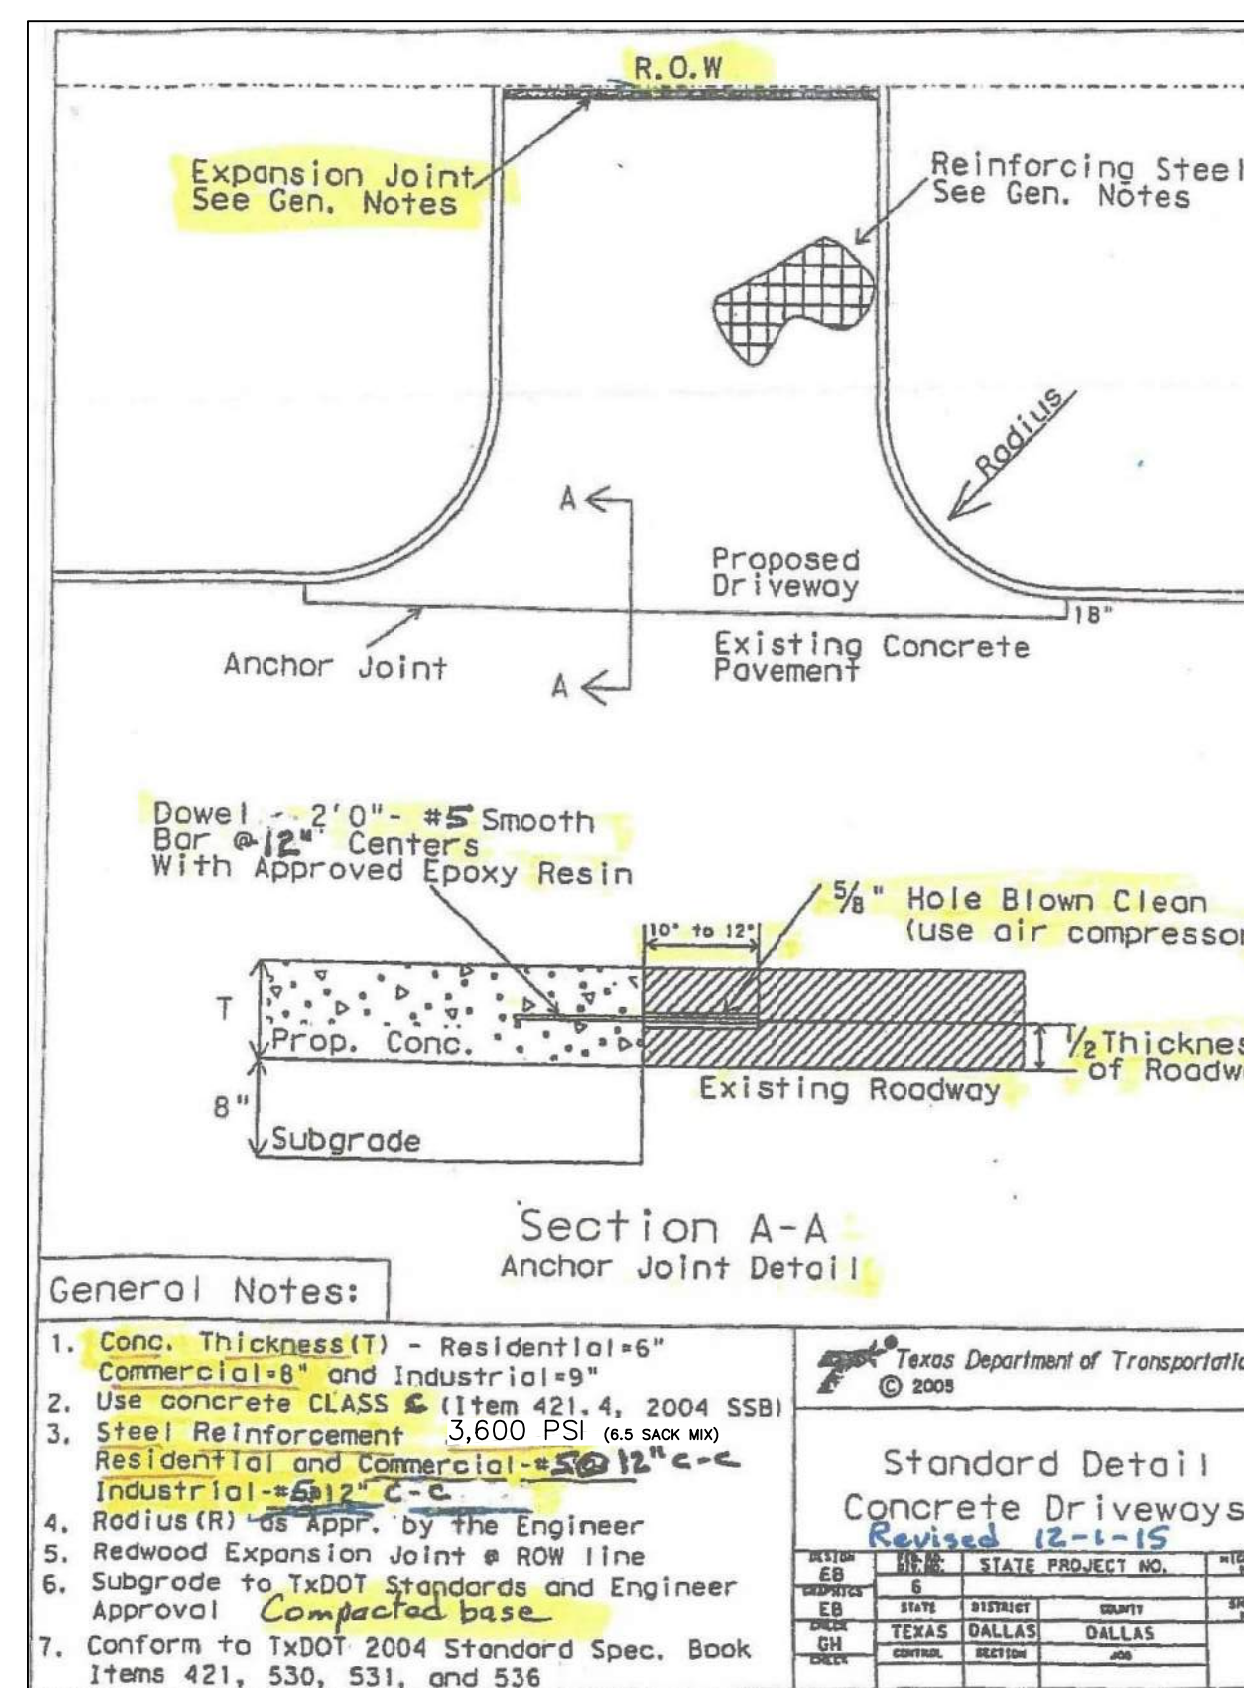 R.O.W
Expansion Joint
See Gen. Notes
Reinforcing Steel
See Gen. Notes
Radius
A
Proposed
Driveway
18"
Anchor Joint
Existing Concrete
Pavement
A
Dowel - 2'0"- #5 Smooth
Bar @ 12" Centers
With Approved Epoxy Resin
5/8" Hole Blown Clean
(use air compressor
10" to 12"
T
Prop. Conc.
1/2 Thicknes
of Roadw
Existing Roadway
8"
Subgrade
Section A-A
Anchor Joint Detail
General Notes:
1. Conc. Thickness(T) - Residential=6"
Commercial=8" and Industrial=9"
2. Use concrete CLASS C (Item 421.4, 2004 SSB)
3. Steel Reinforcement 3,600 PSI (6.5 SACK MIX)
Residential and Commercial-#5@12" c-c
Industrial-#5@12" c-c
4. Radius(R) as Appr. by the Engineer
5. Redwood Expansion Joint @ ROW line
6. Subgrade to TxDOT Standards and Engineer
Approval Compacted base
7. Conform to TxDOT 2004 Standard Spec. Book
Items 421, 530, 531, and 536
Texas Department of Transportatio
© 2005
Standard Detail
Concrete Driveways
Revised 12-1-15
DESIGN
EB
GRAPHICS
EB
CHECK
GH
CHECK
STATE PROJECT NO.
6
STATE DISTRICT COUNTY
TEXAS DALLAS DALLAS
CONTROL SECTION JOB